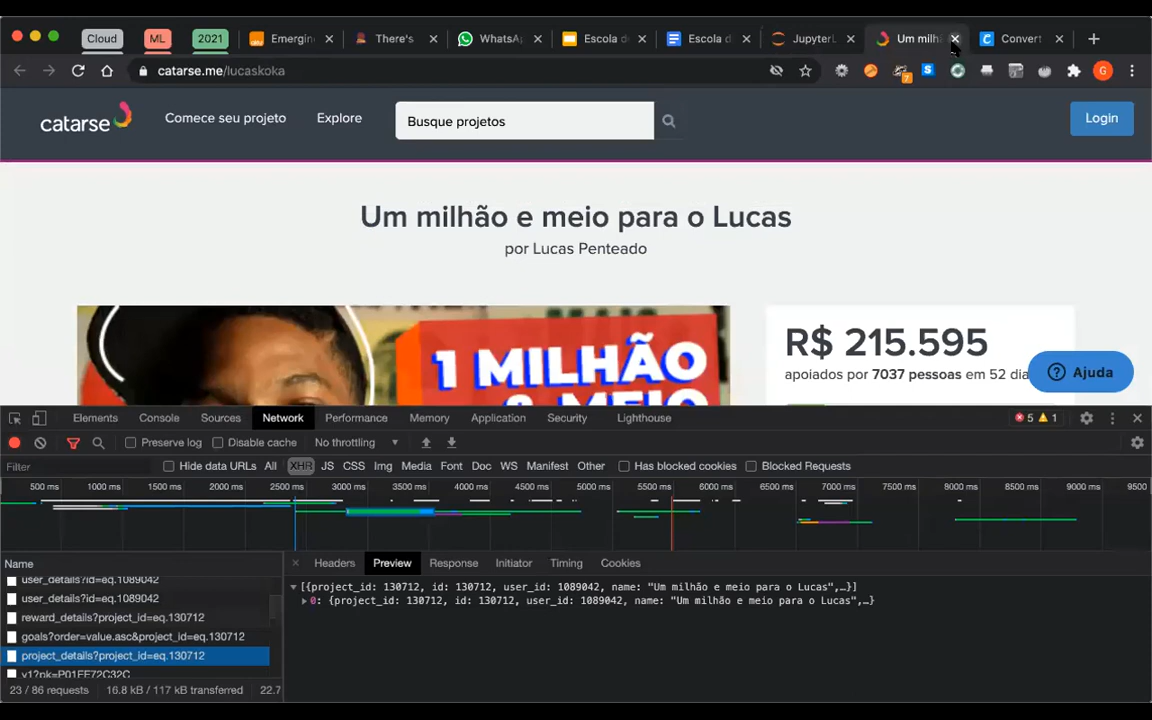 Cloud ML 2021 Emergin There's WhatsA Escola de Escola d JupyterL Um milh Convert
catarse.me/lucaskoka
7 S G
catarse Comece seu projeto Explore Busque projetos Login
Um milhão e meio para o Lucas
por Lucas Penteado
1 MILHÃO
R$ 215.595
apoiados por 7037 pessoas em 52 dia
Ajuda
Elements Console Sources Network Performance Memory Application Security Lighthouse 5 1
Preserve log Disable cache No throttling
Filter Hide data URLs All XHR JS CSS Img Media Font Doc WS Manifest Other Has blocked cookies Blocked Requests
500 ms 1000 ms 1500 ms 2000 ms 2500 ms 3000 ms 3500 ms 4000 ms 4500 ms 5000 ms 5500 ms 6000 ms 6500 ms 7000 ms 7500 ms 8000 ms 8500 ms 9000 ms 9500
Name Headers Preview Response Initiator Timing Cookies
user_details?id=eq.1089042
user_details?id=eq.1089042
reward_details?project_id=eq.130712
goals?order=value.asc&project_id=eq.130712
project_details?project_id=eq.130712
v1?pk=P01FF72C32C
23 / 86 requests 16.8 kB / 117 kB transferred 22.7
[{project_id: 130712, id: 130712, user_id: 1089042, name: "Um milhão e meio para o Lucas",…}]
0: {project_id: 130712, id: 130712, user_id: 1089042, name: "Um milhão e meio para o Lucas",…}